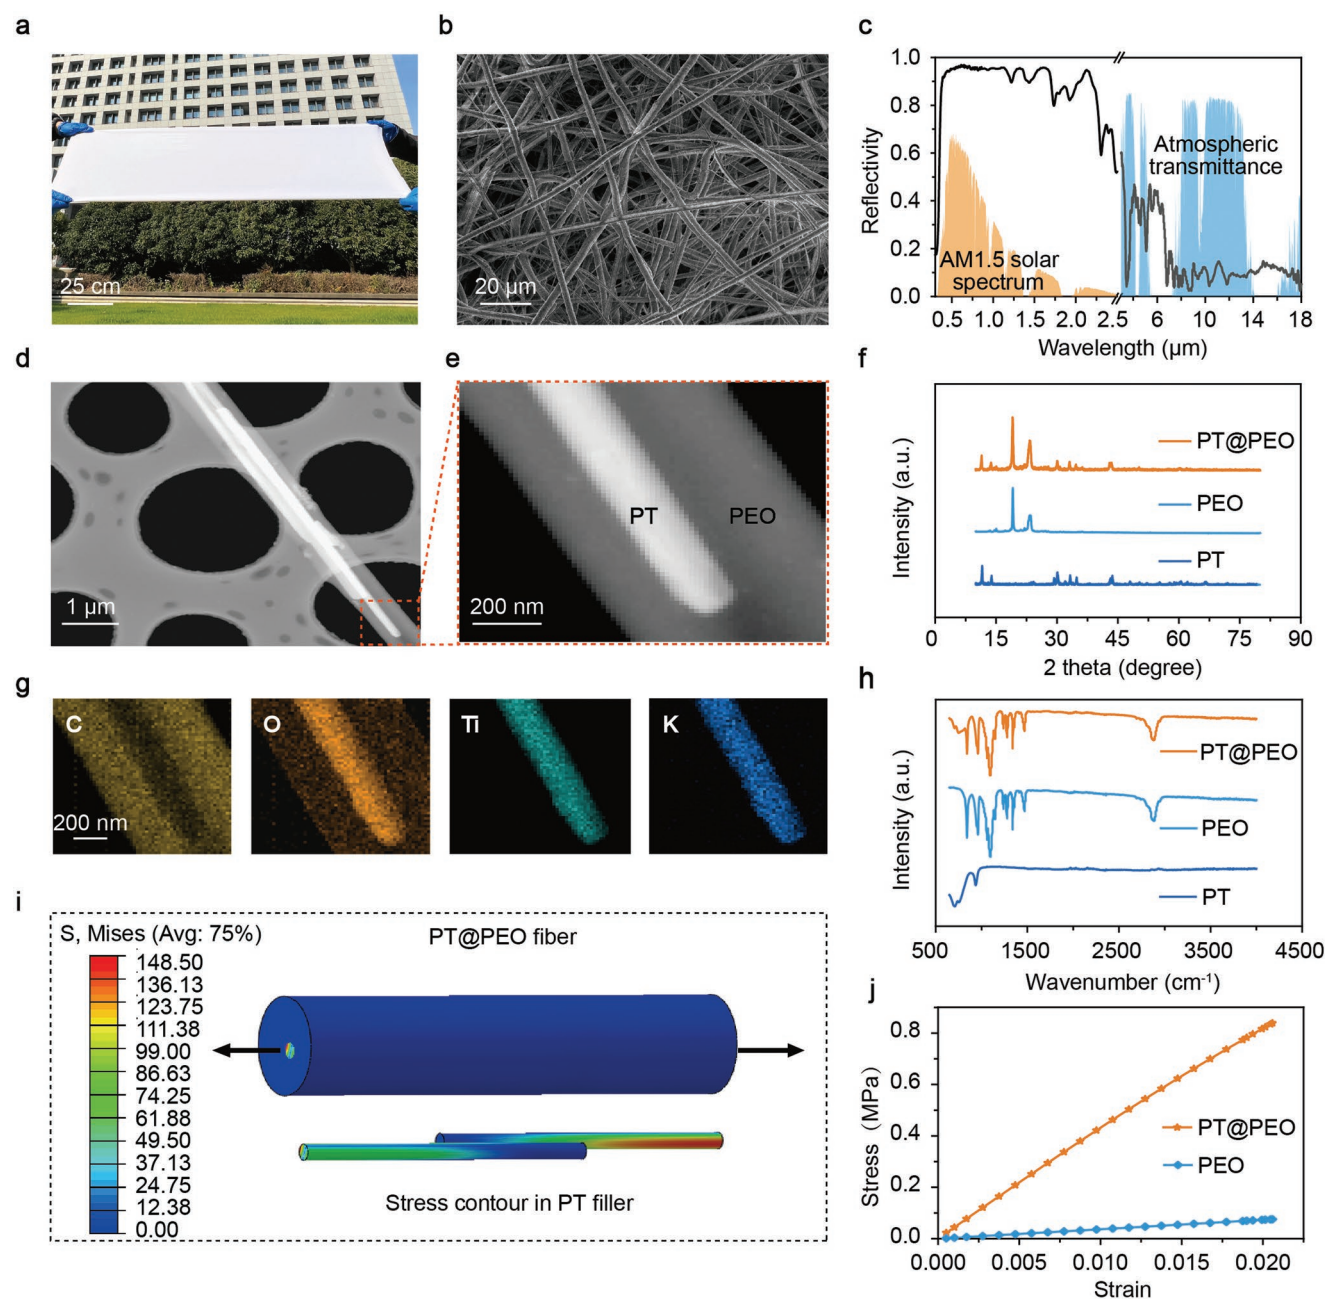 a
25 cm
b
20 μm
c
Reflectivity
1.0
0.8
0.6
0.4
0.2
0.0
Atmospheric
transmittance
AM1.5 solar
spectrum
0.5
1.0
1.5
2.0
2.5
6
10
14
18
Wavelength (μm)
d
1 μm
e
PT
PEO
200 nm
f
Intensity (a.u.)
PT@PEO
PEO
PT
0
15
30
45
60
75
90
2 theta (degree)
g
C
200 nm
O
Ti
K
h
Intensity (a.u.)
PT@PEO
PEO
PT
500
1500
2500
3500
4500
Wavenumber (cm⁻¹)
i
S, Mises (Avg: 75%)
148.50
136.13
123.75
111.38
99.00
86.63
74.25
61.88
49.50
37.13
24.75
12.38
0.00
PT@PEO fiber
Stress contour in PT filler
j
Stress (MPa)
0.8
0.6
0.4
0.2
0.0
PT@PEO
PEO
0.000
0.005
0.010
0.015
0.020
Strain